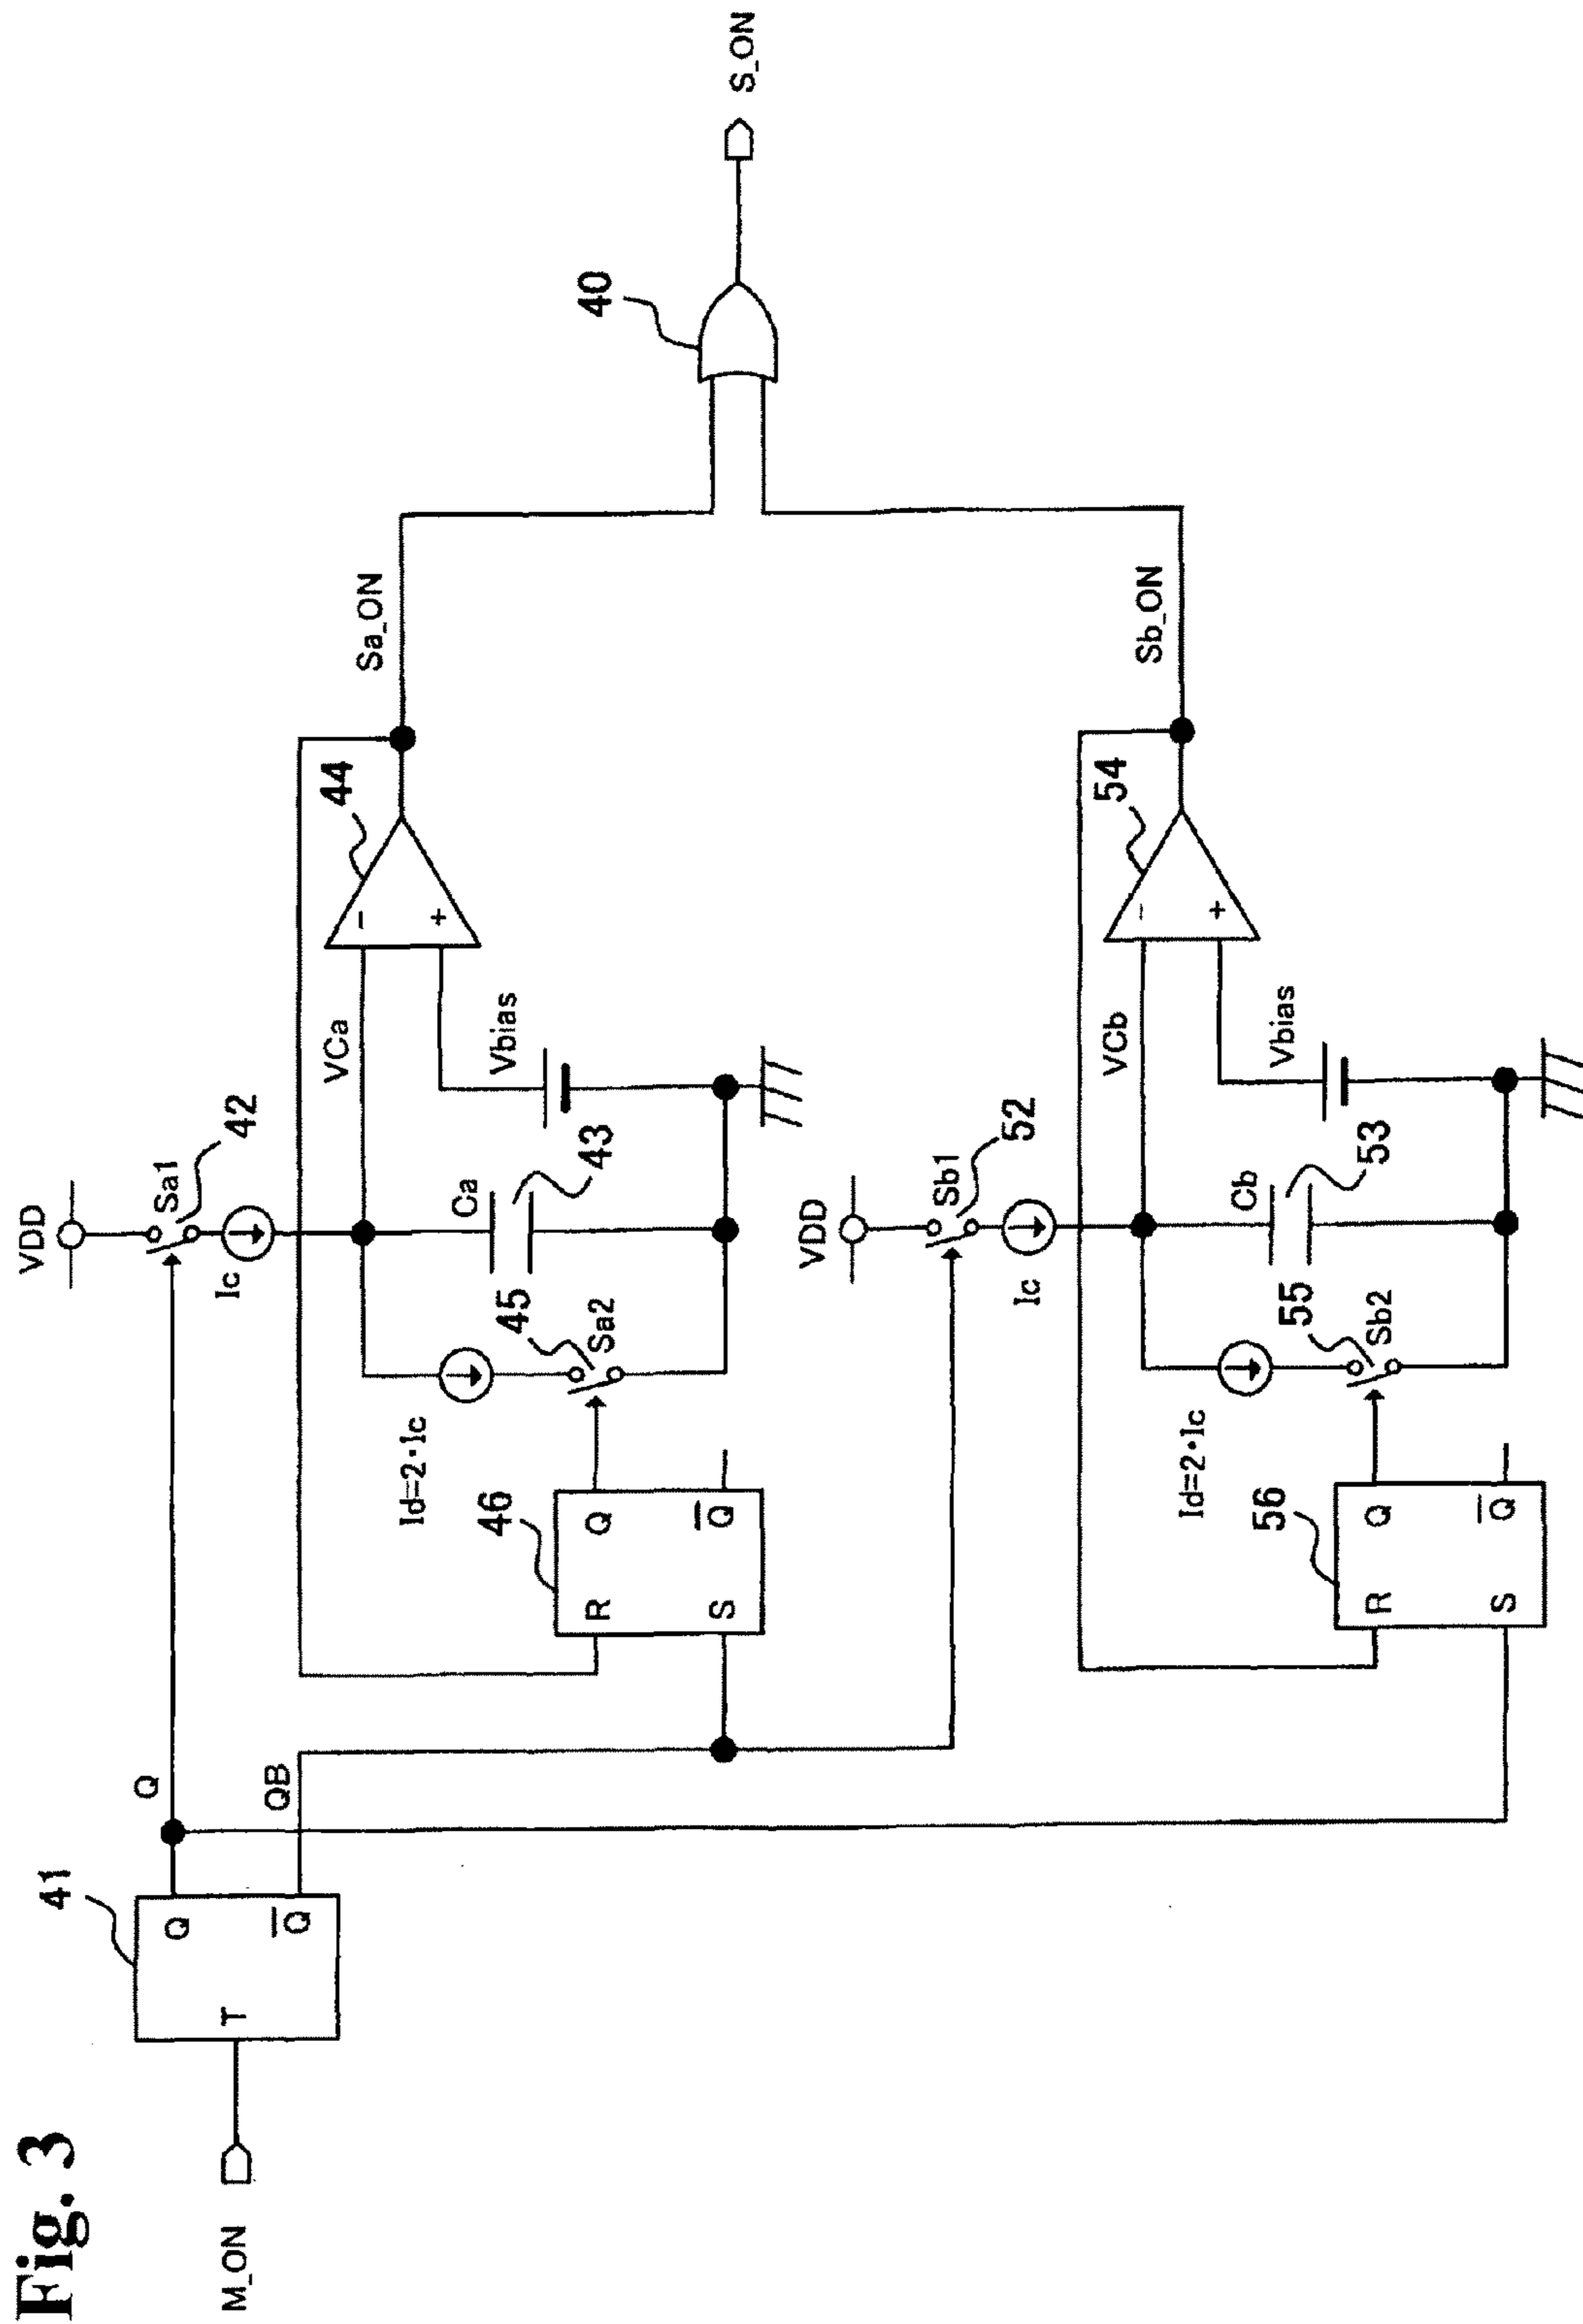 Fig. 3
M_ON
41
T
Q
Q
Q
QB
VDD
Sa1
42
Ic
VCa
44
-
+
Sa_ON
Ca
43
Vbias
45
Sa2
Id=2・Ic
46
R
Q
S
Q
40
S_ON
VDD
Sb1
52
Ic
VCb
54
-
+
Sb_ON
Cb
53
Vbias
55
Sb2
Id=2・Ic
56
R
Q
S
Q